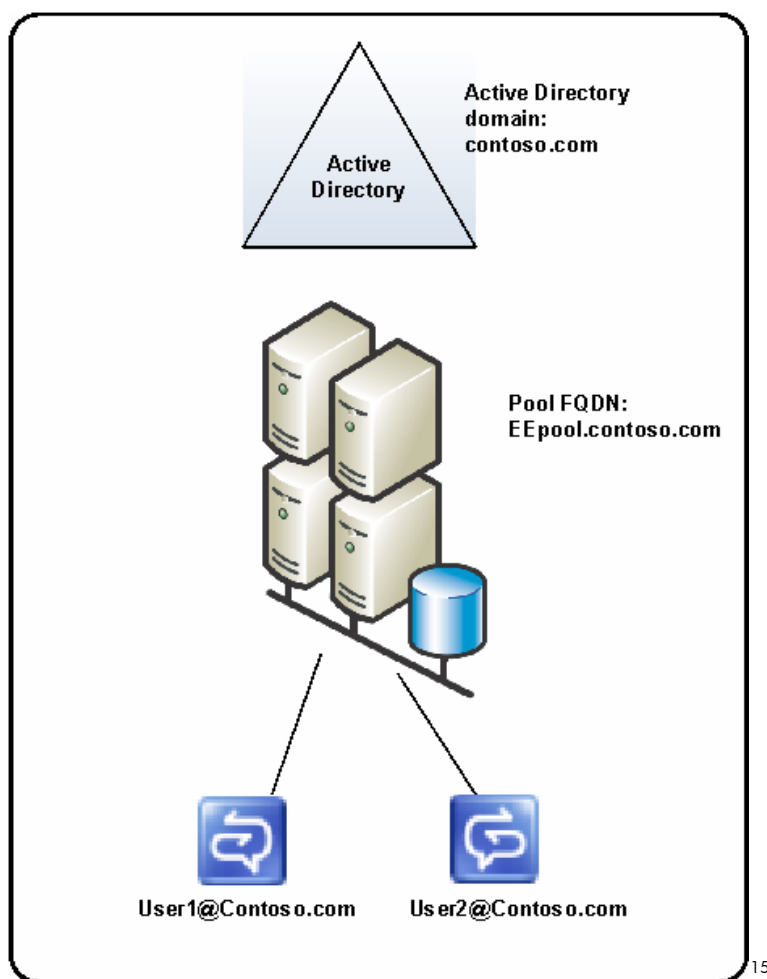 Active Directory
domain:
contoso.com
Active
Directory
Pool FQDN:
EEpool.contoso.com
User1@Contoso.com
User2@Contoso.com
15